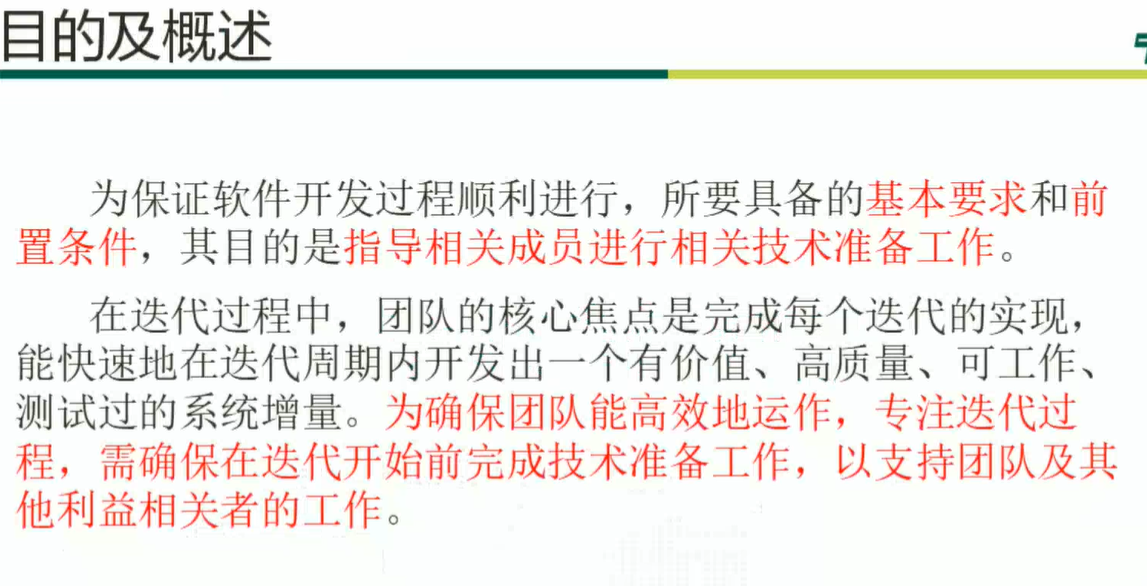 目的及概述
为保证软件开发过程顺利进行，所要具备的基本要求和前
置条件，其目的是指导相关成员进行相关技术准备工作。
在迭代过程中，团队的核心焦点是完成每个迭代的实现，
能快速地在迭代周期内开发出一个有价值、高质量、可工作、
测试过的系统增量。为确保团队能高效地运作，专注迭代过
程，需确保在迭代开始前完成技术准备工作，以支持团队及其
他利益相关者的工作。